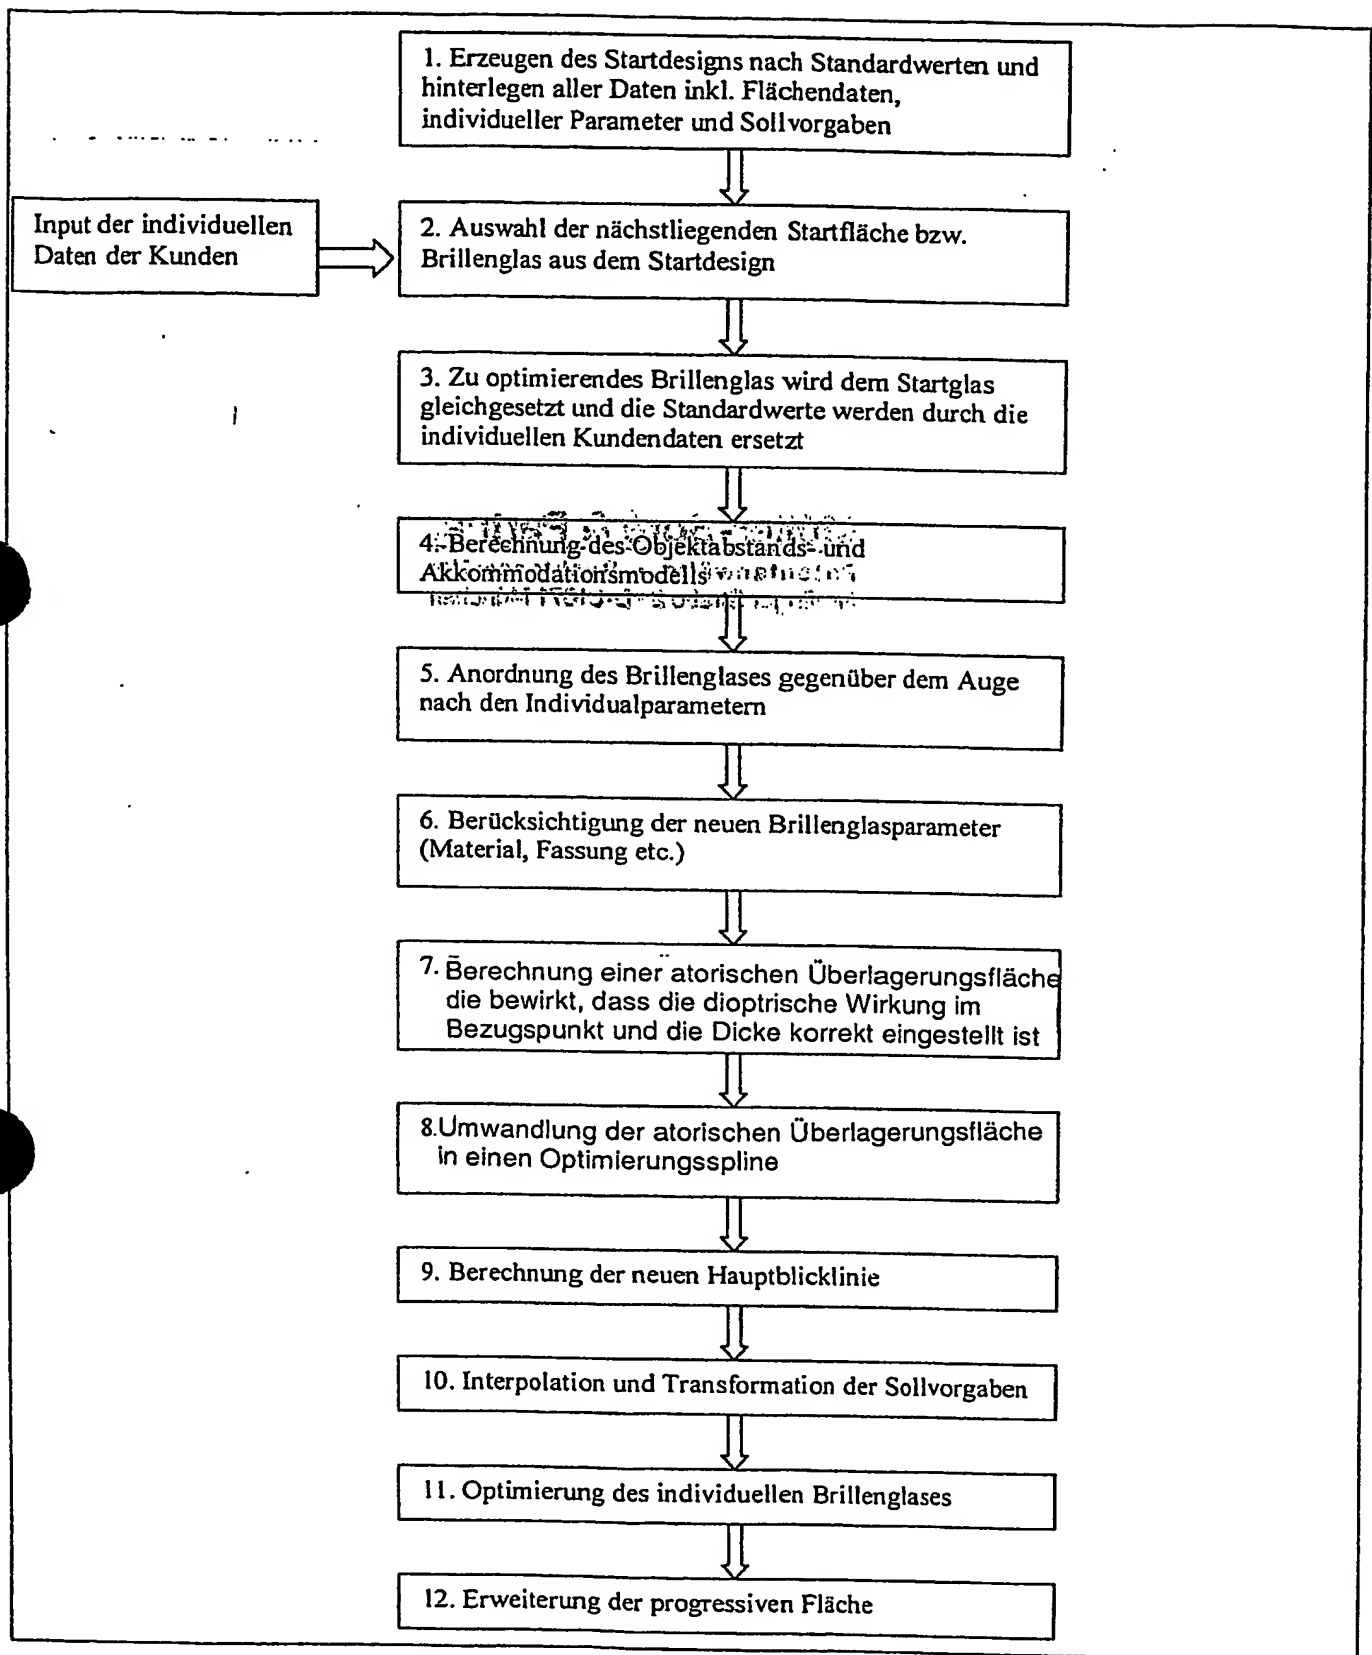 1. Erzeugen des Startdesigns nach Standardwerten und
hinterlegen aller Daten inkl. Flächendaten,
individueller Parameter und Sollvorgaben
Input der individuellen
Daten der Kunden
2. Auswahl der nächstliegenden Startfläche bzw.
Brillenglas aus dem Startdesign
3. Zu optimierendes Brillenglas wird dem Startglas
gleichgesetzt und die Standardwerte werden durch die
individuellen Kundendaten ersetzt
4. Berechnung des Objektabstands- und
Akkommodationsmodells
5. Anordnung des Brillenglases gegenüber dem Auge
nach den Individualparametern
6. Berücksichtigung der neuen Brillenglasparameter
(Material, Fassung etc.)
7. Berechnung einer atorischen Überlagerungsfläche
die bewirkt, dass die dioptrische Wirkung im
Bezugspunkt und die Dicke korrekt eingestellt ist
8.Umwandlung der atorischen Überlagerungsfläche
in einen Optimierungsspline
9. Berechnung der neuen Hauptblicklinie
10. Interpolation und Transformation der Sollvorgaben
11. Optimierung des individuellen Brillenglases
12. Erweiterung der progressiven Fläche